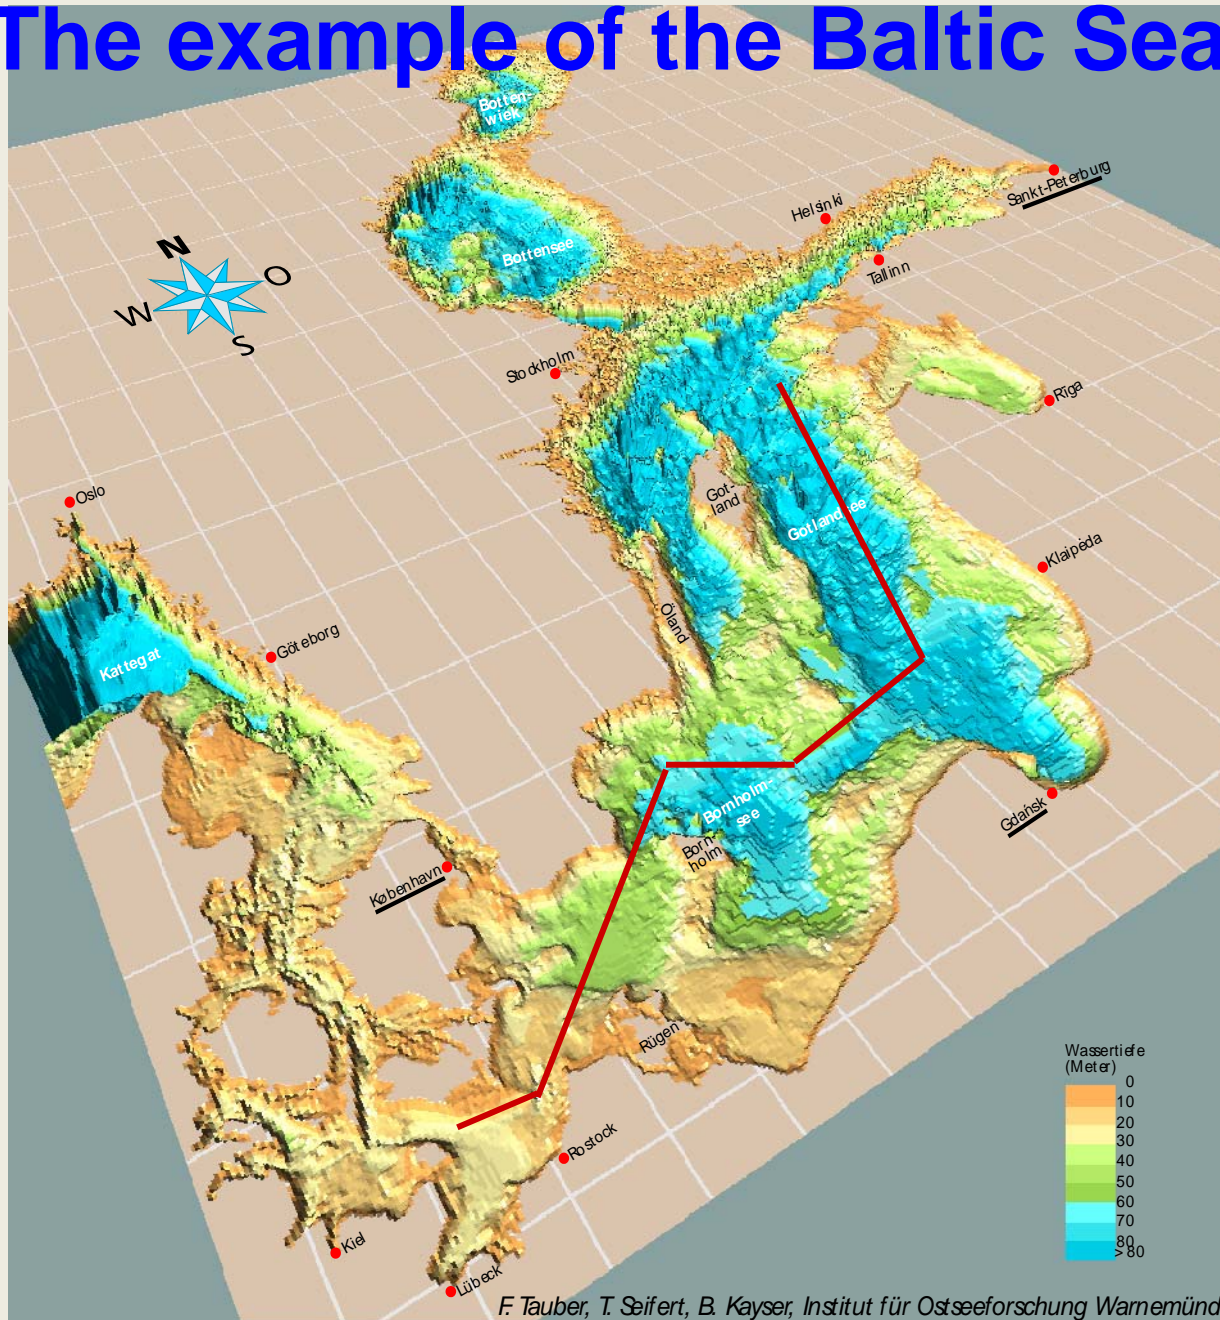 The example of the Baltic Sea
Botten-
wiek
Sankt-Peterburg
Helsinki
Bottensee
Tallinn
N
O
W
S
Stockholm
Riga
Oslo
Got-
land
Gotlandsee
Klaipėda
Öland
Göteborg
Kattegat
Bornholm-
see
Gdańsk
Born-
holm
København
Rügen
Wassertiefe
(Meter)
0
10
20
30
40
50
60
70
80
> 80
Rostock
Kiel
Lübeck
F. Tauber, T. Seifert, B. Kayser, Institut für Ostseeforschung Warnemünd